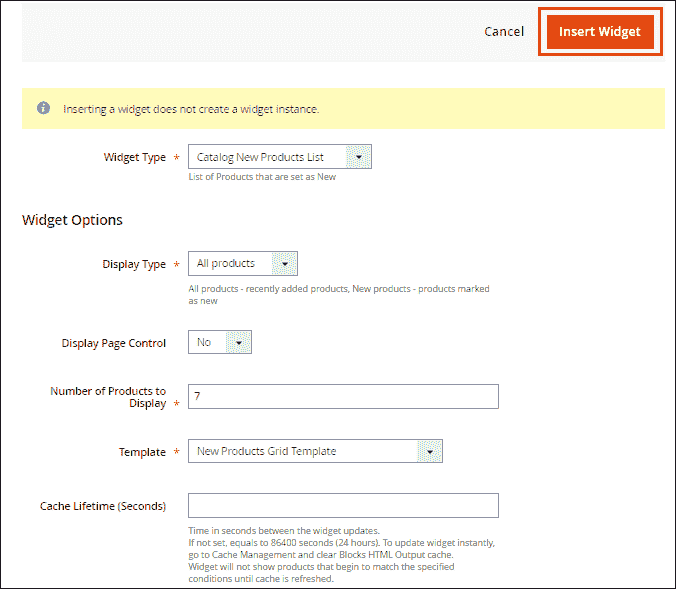 Cancel
Insert Widget
Inserting a widget does not create a widget instance.
Widget Type *
Catalog New Products List
List of Products that are set as New
Widget Options
Display Type *
All products
All products - recently added products, New products - products marked
as new
Display Page Control
No
Number of Products to
Display *
7
Template *
New Products Grid Template
Cache Lifetime (Seconds)
Time in seconds between the widget updates.
If not set, equals to 86400 seconds (24 hours). To update widget instantly,
go to Cache Management and clear Blocks HTML Output cache.
Widget will not show products that begin to match the specified
conditions until cache is refreshed.